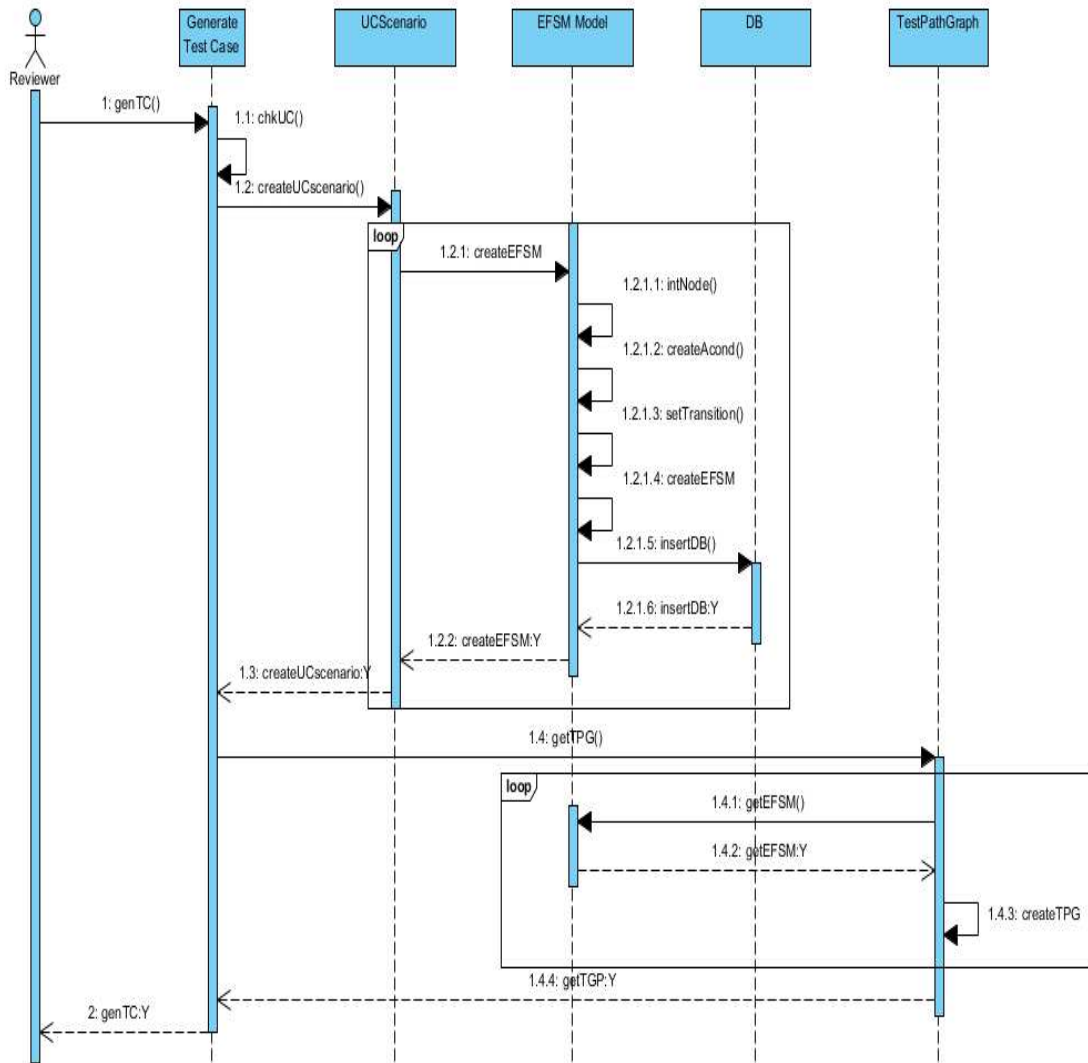 Generate
Test Case
UCScenario
EFSM Model
DB
TestPathGraph
Reviewer
1: genTC()
1.1: chkUC()
1.2: createUCscenario()
loop
1.2.1: createEFSM
1.2.1.1: intNode()
1.2.1.2: createAcond()
1.2.1.3: setTransition()
1.2.1.4: createEFSM
1.2.1.5: insertDB()
1.2.1.6: insertDB:Y
1.2.2: createEFSM:Y
1.3: createUCscenario:Y
1.4: getTPG()
loop
1.4.1: getEFSM()
1.4.2: getEFSM:Y
1.4.3: createTPG
1.4.4: getTGP:Y
2: genTC:Y